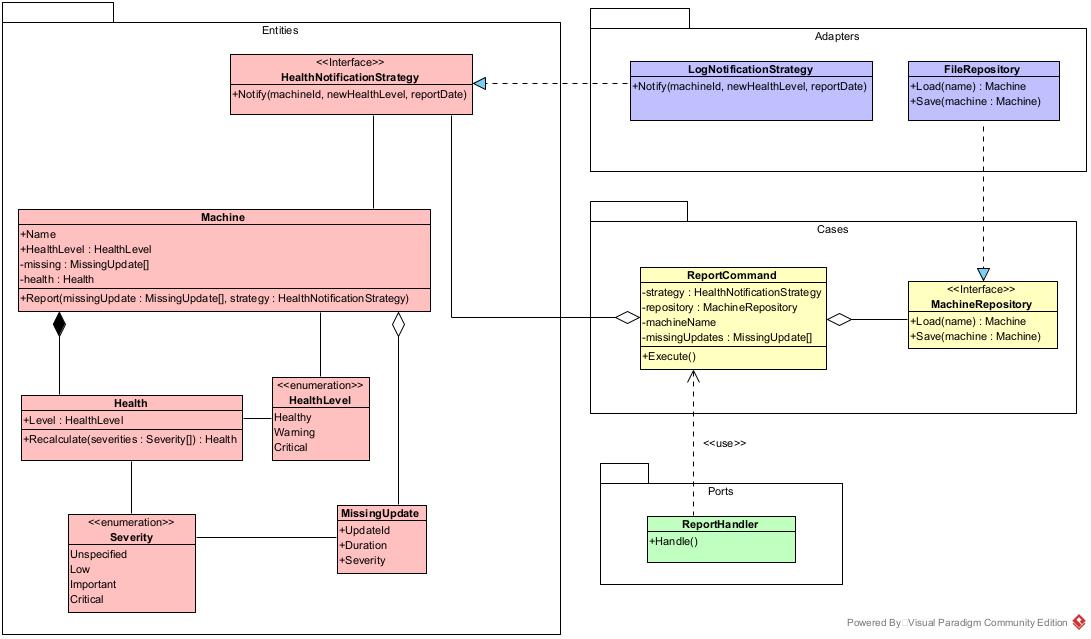 Entities
<<Interface>>
HealthNotificationStrategy
+Notify(machineId, newHealthLevel, reportDate)
Machine
+Name
+HealthLevel : HealthLevel
-missing : MissingUpdate[]
-health : Health
+Report(missingUpdate : MissingUpdate[], strategy : HealthNotificationStrategy)
Health
+Level : HealthLevel
+Recalculate(severities : Severity[]) : Health
<<enumeration>>
HealthLevel
Healthy
Warning
Critical
<<enumeration>>
Severity
Unspecified
Low
Important
Critical
MissingUpdate
+UpdateId
+Duration
+Severity
Adapters
LogNotificationStrategy
+Notify(machineId, newHealthLevel, reportDate)
FileRepository
+Load(name) : Machine
+Save(machine : Machine)
Cases
ReportCommand
-strategy : HealthNotificationStrategy
-repository : MachineRepository
-machineName
-missingUpdates : MissingUpdate[]
+Execute()
<<Interface>>
MachineRepository
+Load(name) : Machine
+Save(machine : Machine)
<<use>>
Ports
ReportHandler
+Handle()
Powered By Visual Paradigm Community Edition